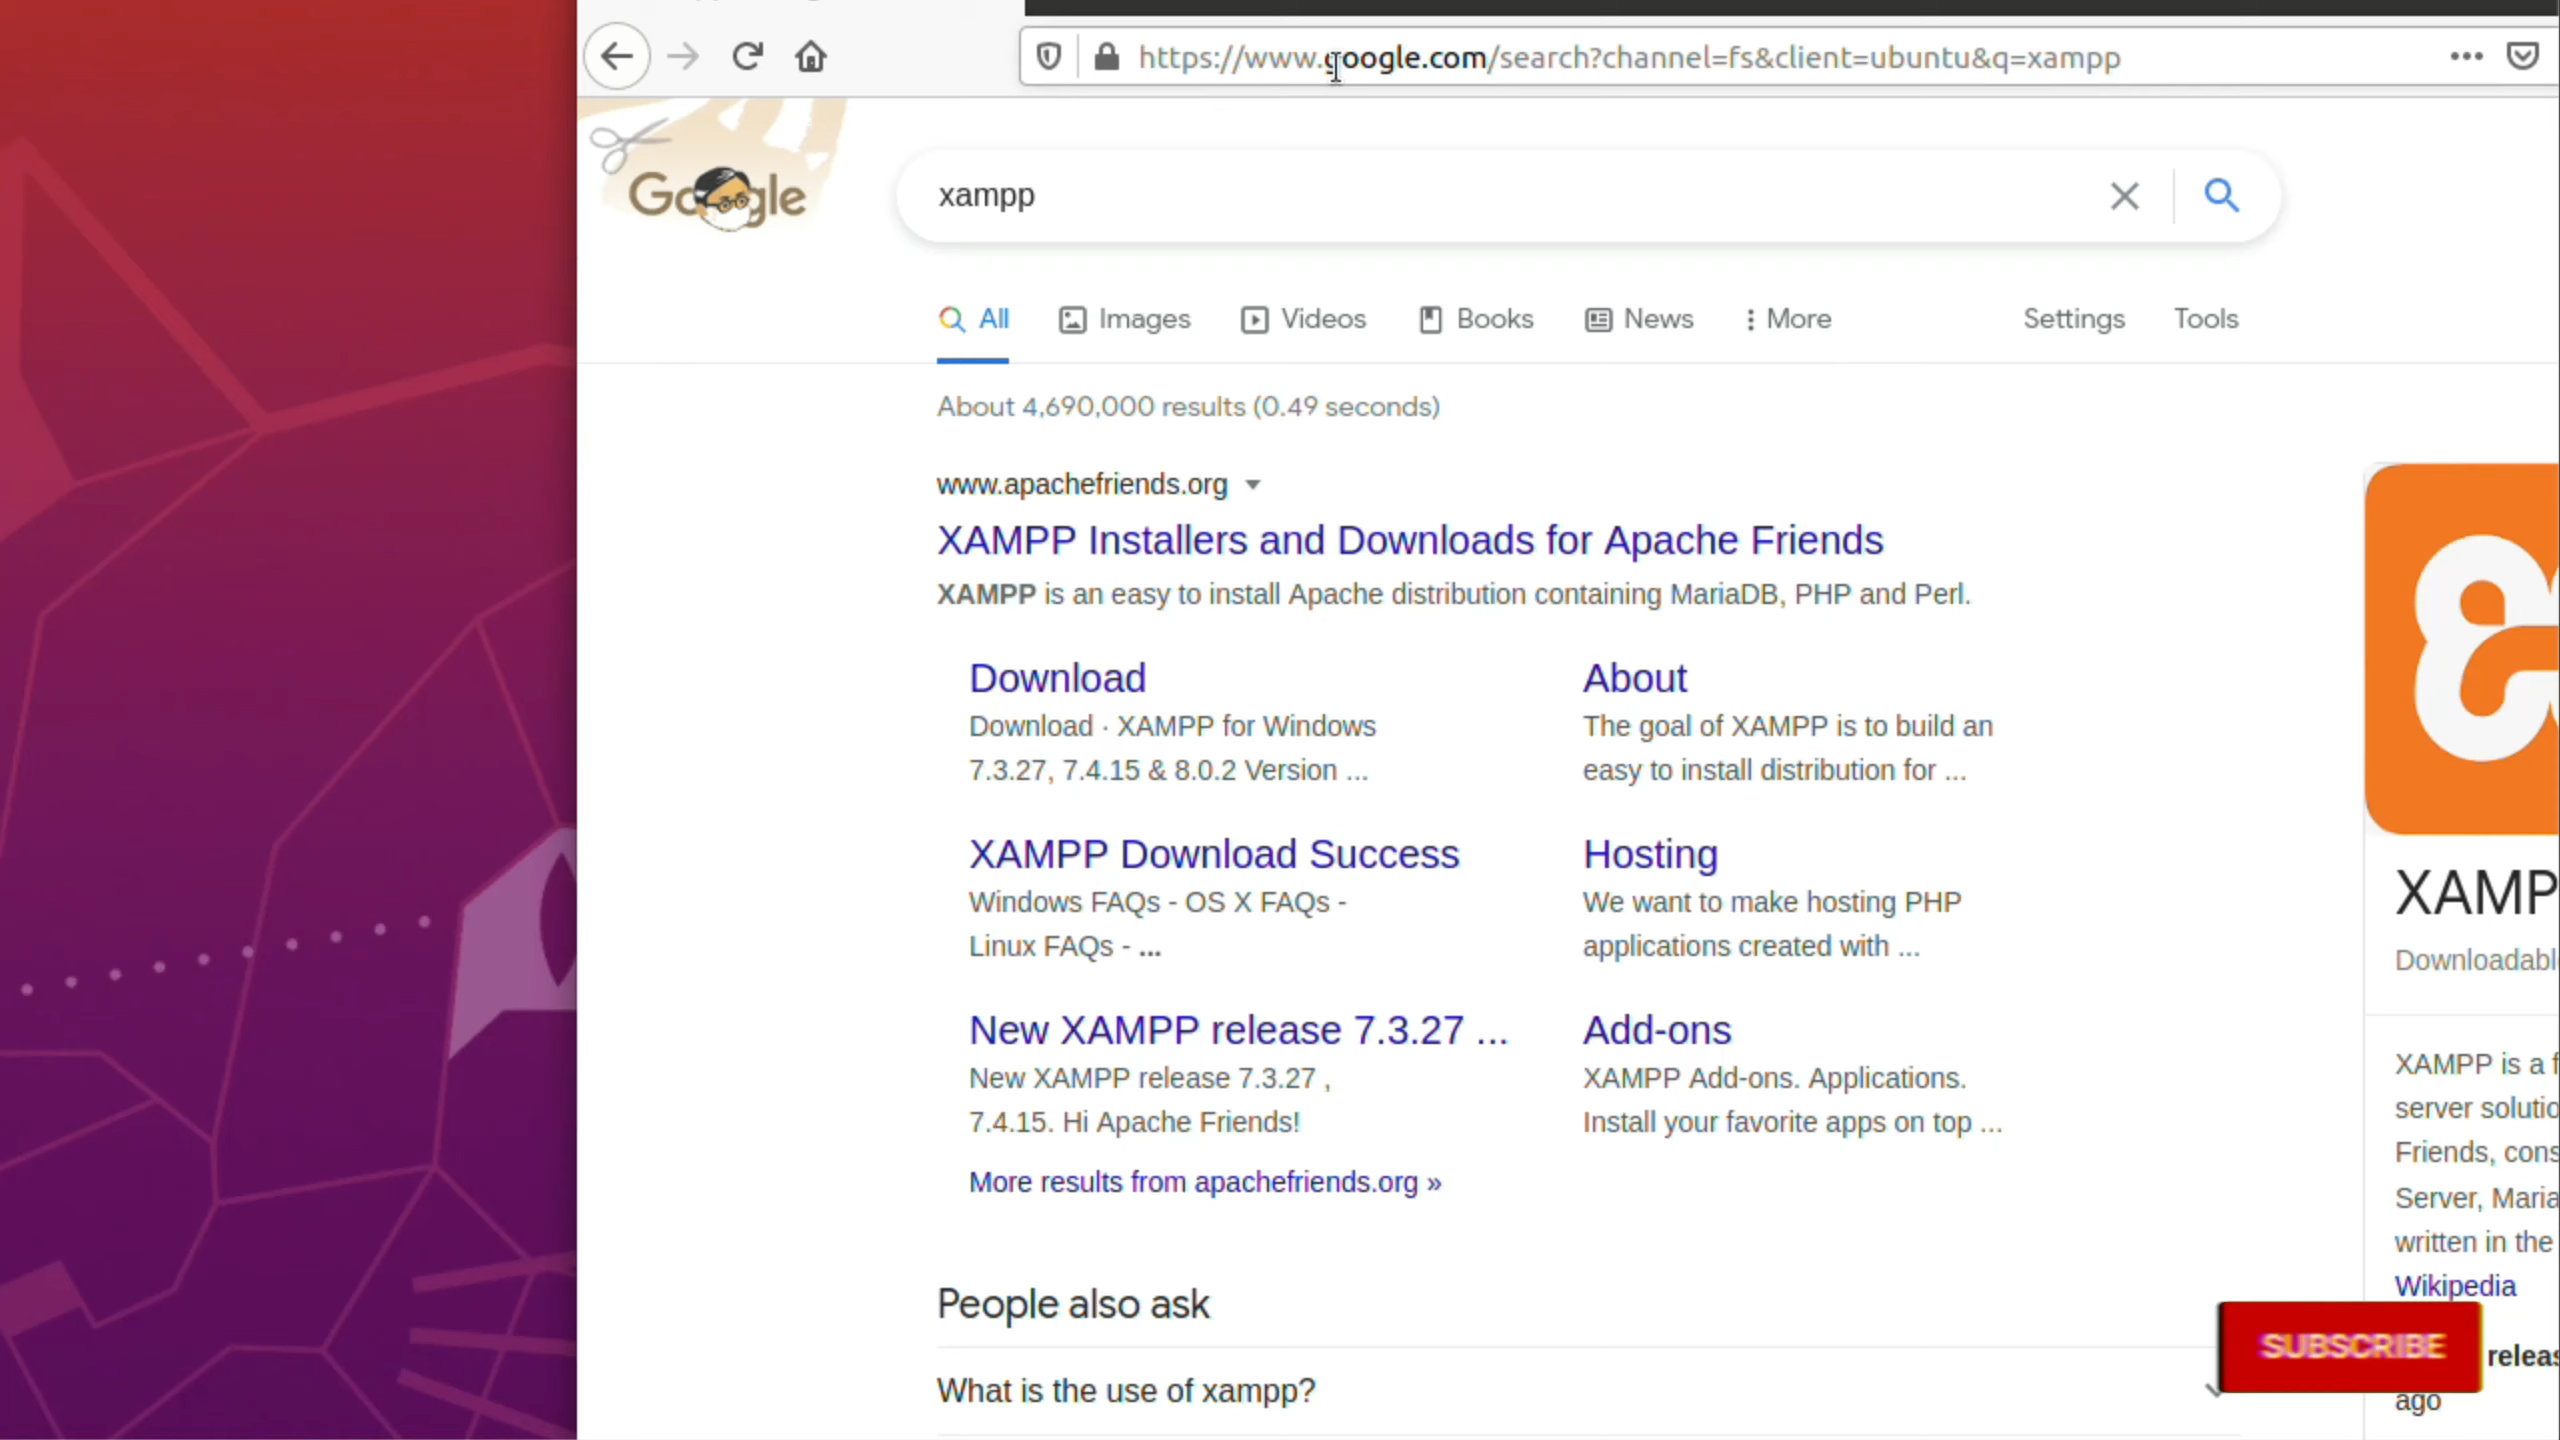 https://www.google.com/search?channel=fs&client=ubuntu&q=xampp
Google
xampp
All Images Videos Books News More Settings Tools
About 4,690,000 results (0.49 seconds)
www.apachefriends.org
XAMPP Installers and Downloads for Apache Friends
XAMPP is an easy to install Apache distribution containing MariaDB, PHP and Perl.
Download
Download · XAMPP for Windows
7.3.27, 7.4.15 & 8.0.2 Version ...
About
The goal of XAMPP is to build an
easy to install distribution for ...
XAMPP Download Success
Windows FAQs - OS X FAQs -
Linux FAQs - ...
Hosting
We want to make hosting PHP
applications created with ...
New XAMPP release 7.3.27 ...
New XAMPP release 7.3.27 ,
7.4.15. Hi Apache Friends!
Add-ons
XAMPP Add-ons. Applications.
Install your favorite apps on top ...
More results from apachefriends.org »
People also ask
What is the use of xampp?
XAMP
Downloadabl
XAMPP is a f
server solutio
Friends, cons
Server, Maria
written in the
Wikipedia
releas
ago
SUBSCRIBE